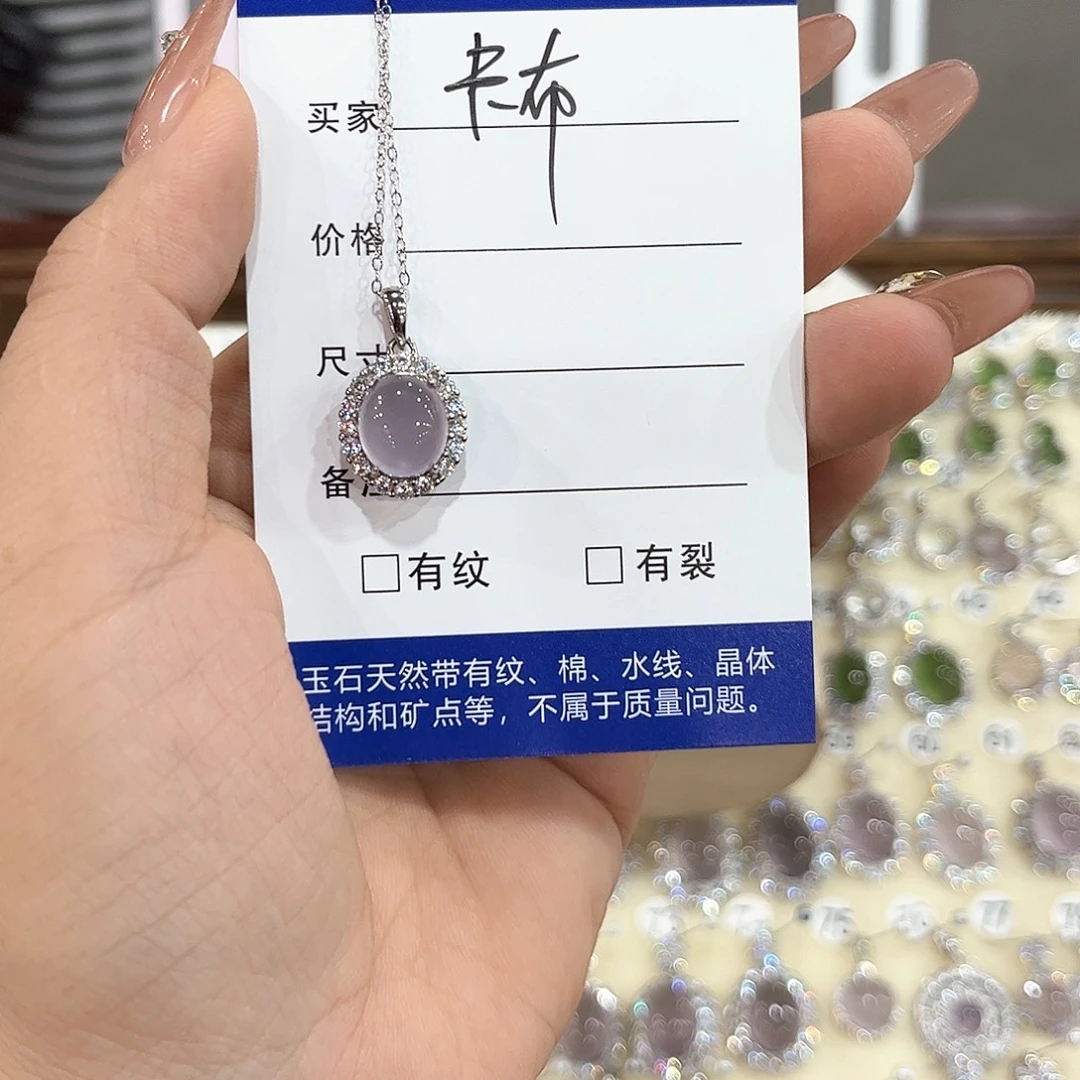 买家 卡布
价格
尺寸
备注
□有纹 □有裂
玉石天然带有纹、棉、水线、晶体
结构和矿点等，不属于质量问题。
75
77